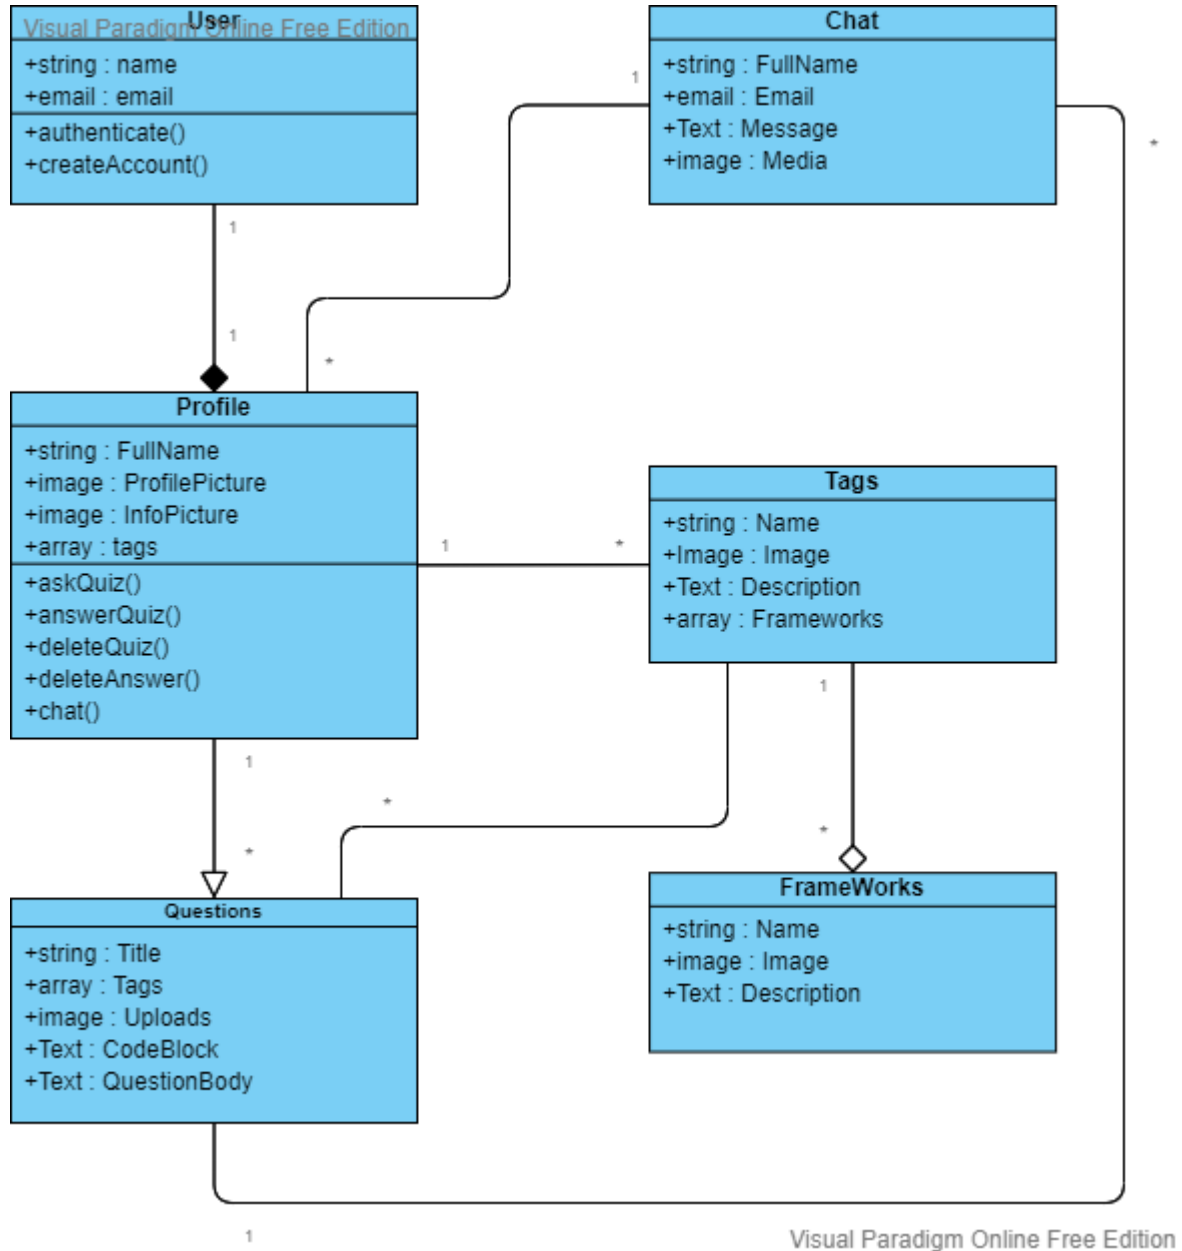 User
Visual Paradigm Online Free Edition
+string : name
+email : email
+authenticate()
+createAccount()
1
1
Chat
+string : FullName
+email : Email
+Text : Message
+image : Media
1
*
*
Profile
+string : FullName
+image : ProfilePicture
+image : InfoPicture
+array : tags
+askQuiz()
+answerQuiz()
+deleteQuiz()
+deleteAnswer()
+chat()
1
*
Tags
+string : Name
+Image : Image
+Text : Description
+array : Frameworks
1
*
1
*
*
Questions
+string : Title
+array : Tags
+image : Uploads
+Text : CodeBlock
+Text : QuestionBody
FrameWorks
+string : Name
+image : Image
+Text : Description
1
Visual Paradigm Online Free Edition